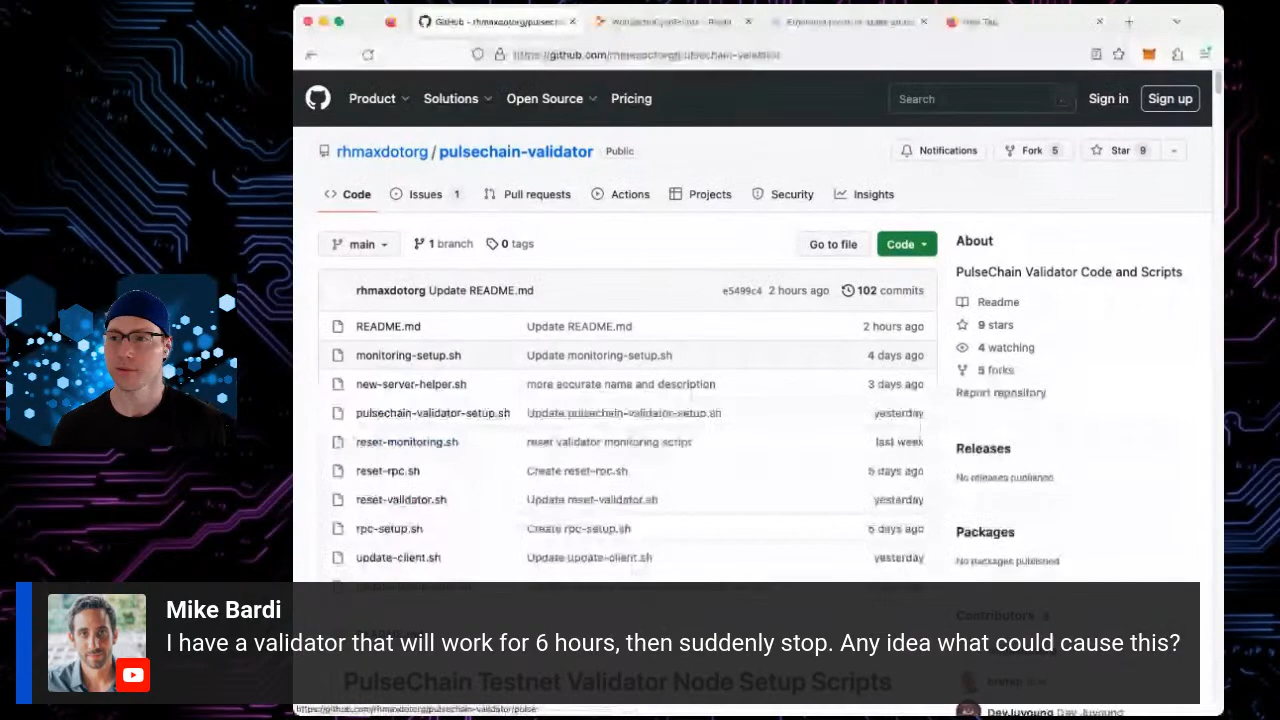 GitHub - rhmaxdotorg/pulsech
Product Solutions Open Source Pricing
Search
Sign in Sign up
rhmaxdotorg / pulsechain-validator Public
Notifications Fork 5 Star 9
Code Issues 1 Pull requests Actions Projects Security Insights
main 1 branch 0 tags Go to file Code
rhmaxdotorg Update README.md e5499c4 2 hours ago 102 commits
README.md Update README.md 2 hours ago
monitoring-setup.sh Update monitoring-setup.sh 4 days ago
new-server-helper.sh more accurate name and description 3 days ago
pulsechain-validator-setup.sh Update pulsechain-validator-setup.sh yesterday
reset-monitoring.sh reset validator monitoring script last week
reset-rpc.sh Create reset-rpc.sh 5 days ago
reset-validator.sh Update reset-validator.sh yesterday
rpc-setup.sh Create rpc-setup.sh 5 days ago
update-client.sh Update update-client.sh yesterday
About
PulseChain Validator Code and Scripts
Readme
9 stars
4 watching
5 forks
Report repository
Releases
No releases published
Packages
No packages published
Contributors
Mike Bardi
I have a validator that will work for 6 hours, then suddenly stop. Any idea what could cause this?
PulseChain Testnet Validator Node Setup Scripts
https://github.com/rhmaxdotorg/pulsechain-validator/pulse